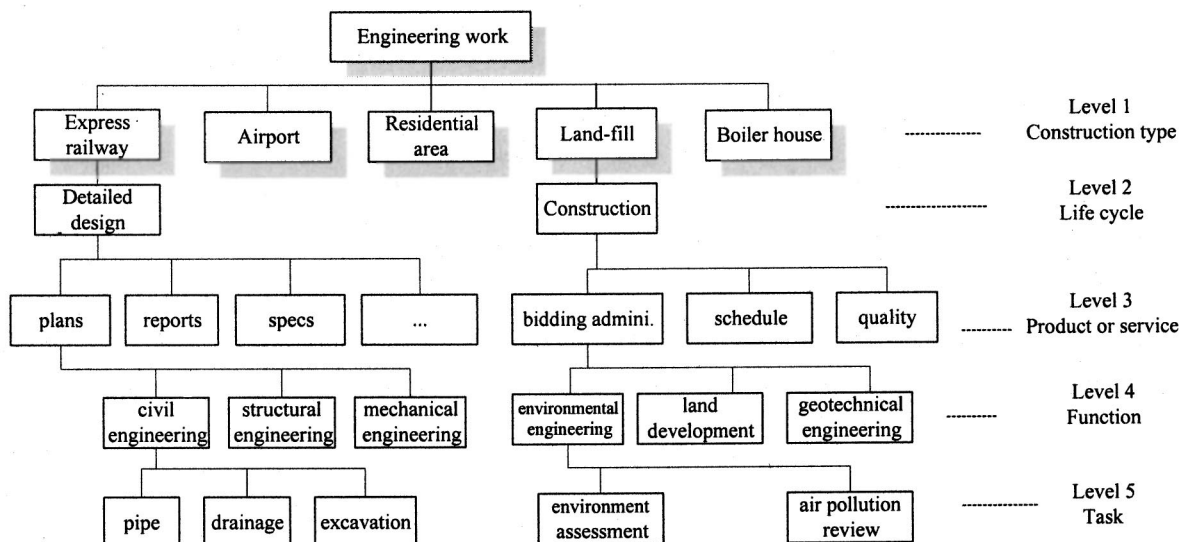 Engineering work
Express
railway
Airport
Residential
area
Land-fill
Boiler house
Level 1
Construction type
Detailed
design
Construction
Level 2
Life cycle
plans
reports
specs
...
bidding admini.
schedule
quality
Level 3
Product or service
civil
engineering
structural
engineering
mechanical
engineering
environmental
engineering
land
development
geotechnical
engineering
Level 4
Function
pipe
drainage
excavation
environment
assessment
air pollution
review
Level 5
Task